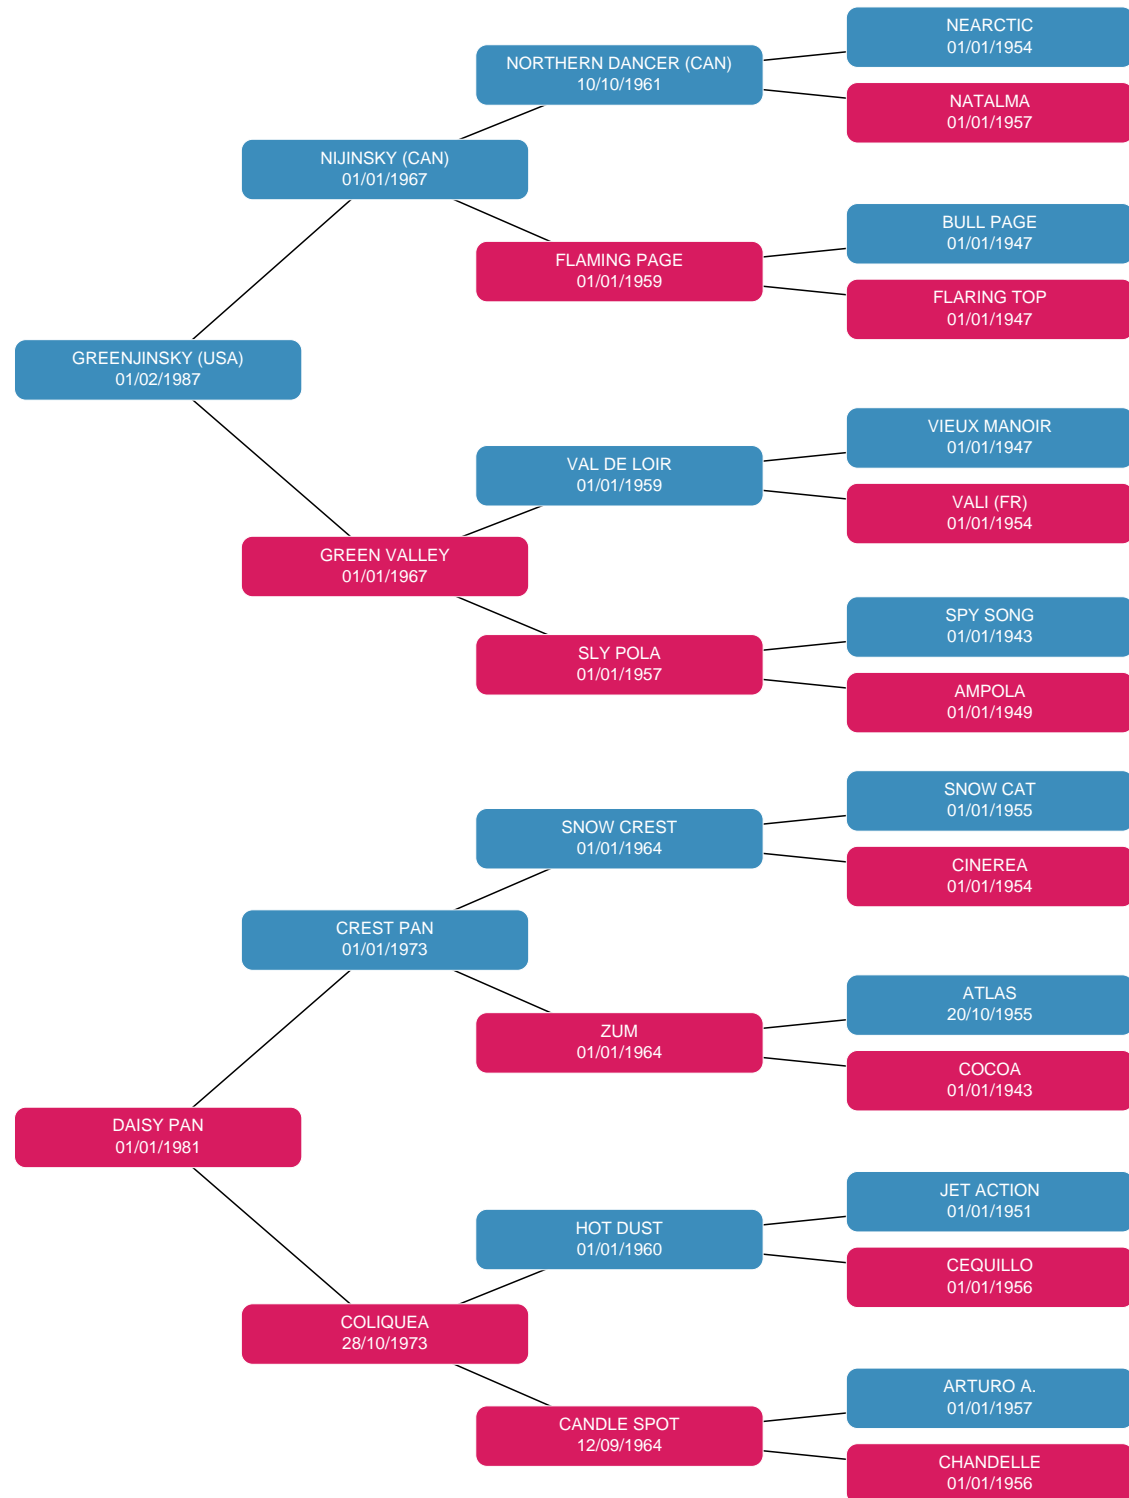 NEARCTIC
01/01/1954
NORTHERN DANCER (CAN)
10/10/1961
NATALMA
01/01/1957
NIJINSKY (CAN)
01/01/1967
BULL PAGE
01/01/1947
FLAMING PAGE
01/01/1959
FLARING TOP
01/01/1947
GREENJINSKY (USA)
01/02/1987
VIEUX MANOIR
01/01/1947
VAL DE LOIR
01/01/1959
VALI (FR)
01/01/1954
GREEN VALLEY
01/01/1967
SPY SONG
01/01/1943
SLY POLA
01/01/1957
AMPOLA
01/01/1949
SNOW CAT
01/01/1955
SNOW CREST
01/01/1964
CINEREA
01/01/1954
CREST PAN
01/01/1973
ATLAS
20/10/1955
ZUM
01/01/1964
COCOA
01/01/1943
DAISY PAN
01/01/1981
JET ACTION
01/01/1951
HOT DUST
01/01/1960
CEQUILLO
01/01/1956
COLIQUEA
28/10/1973
ARTURO A.
01/01/1957
CANDLE SPOT
12/09/1964
CHANDELLE
01/01/1956